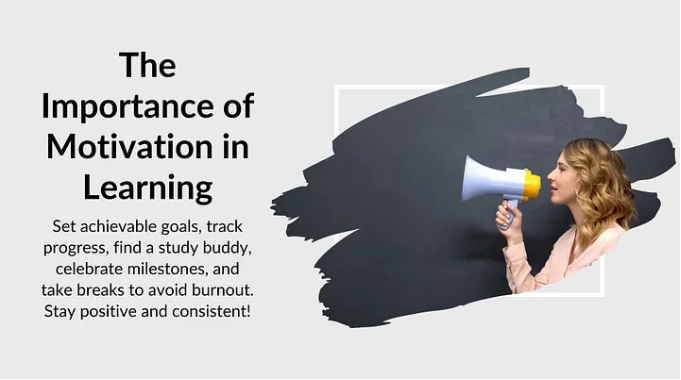 The
Importance of
Motivation in
Learning
Set achievable goals, track
progress, find a study buddy,
celebrate milestones, and
take breaks to avoid burnout.
Stay positive and consistent!